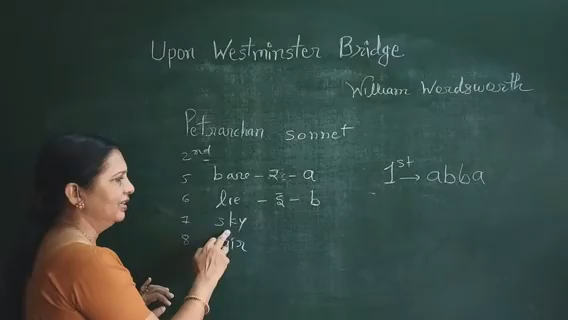 Upon Westminster Bridge
William Wordsworth
Petrarchan sonnet
2nd
5 bare - र - a
6 lie - ई - b
7 sky
8
1st → abba